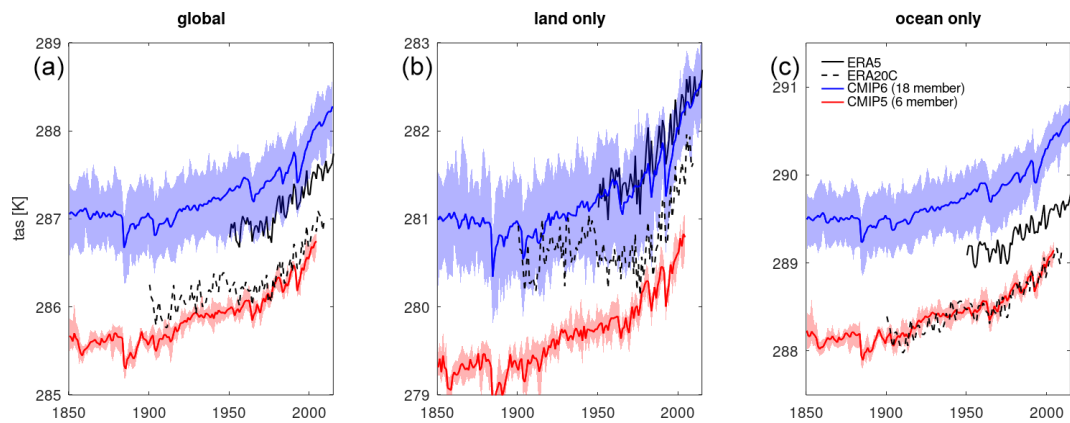 global
land only
ocean only
tas [K]
(a)
289
288
287
286
285
1850
1900
1950
2000
(b)
283
282
281
280
279
1850
1900
1950
2000
(c)
291
290
289
288
1850
1900
1950
2000
ERA5
ERA20C
CMIP6 (18 member)
CMIP5 (6 member)